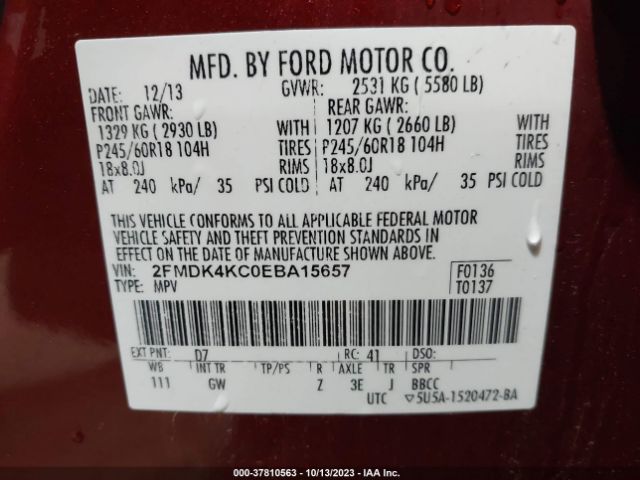 MFD. BY FORD MOTOR CO.
DATE: 12/13 GVWR: 2531 KG ( 5580 LB)
FRONT GAWR: REAR GAWR:
1329 KG ( 2930 LB) WITH 1207 KG ( 2660 LB) WITH
P245/60R18 104H TIRES P245/60R18 104H TIRES
18x8.0J RIMS 18x8.0J RIMS
AT 240 kPa/ 35 PSI COLD AT 240 kPa/ 35 PSI COLD
THIS VEHICLE CONFORMS TO ALL APPLICABLE FEDERAL MOTOR
VEHICLE SAFETY AND THEFT PREVENTION STANDARDS IN
EFFECT ON THE DATE OF MANUFACTURE SHOWN ABOVE.
VIN: 2FMDK4KC0EBA15657 F0136
TYPE: MPV T0137
EXT PNT: D7 RC: 41 DSO:
WB INT TR TP/PS R AXLE TR SPR
111 GW Z 3E J BBCC
UTC ▽5U5A-1520472-BA
000-37810563 - 10/13/2023 - IAA Inc.